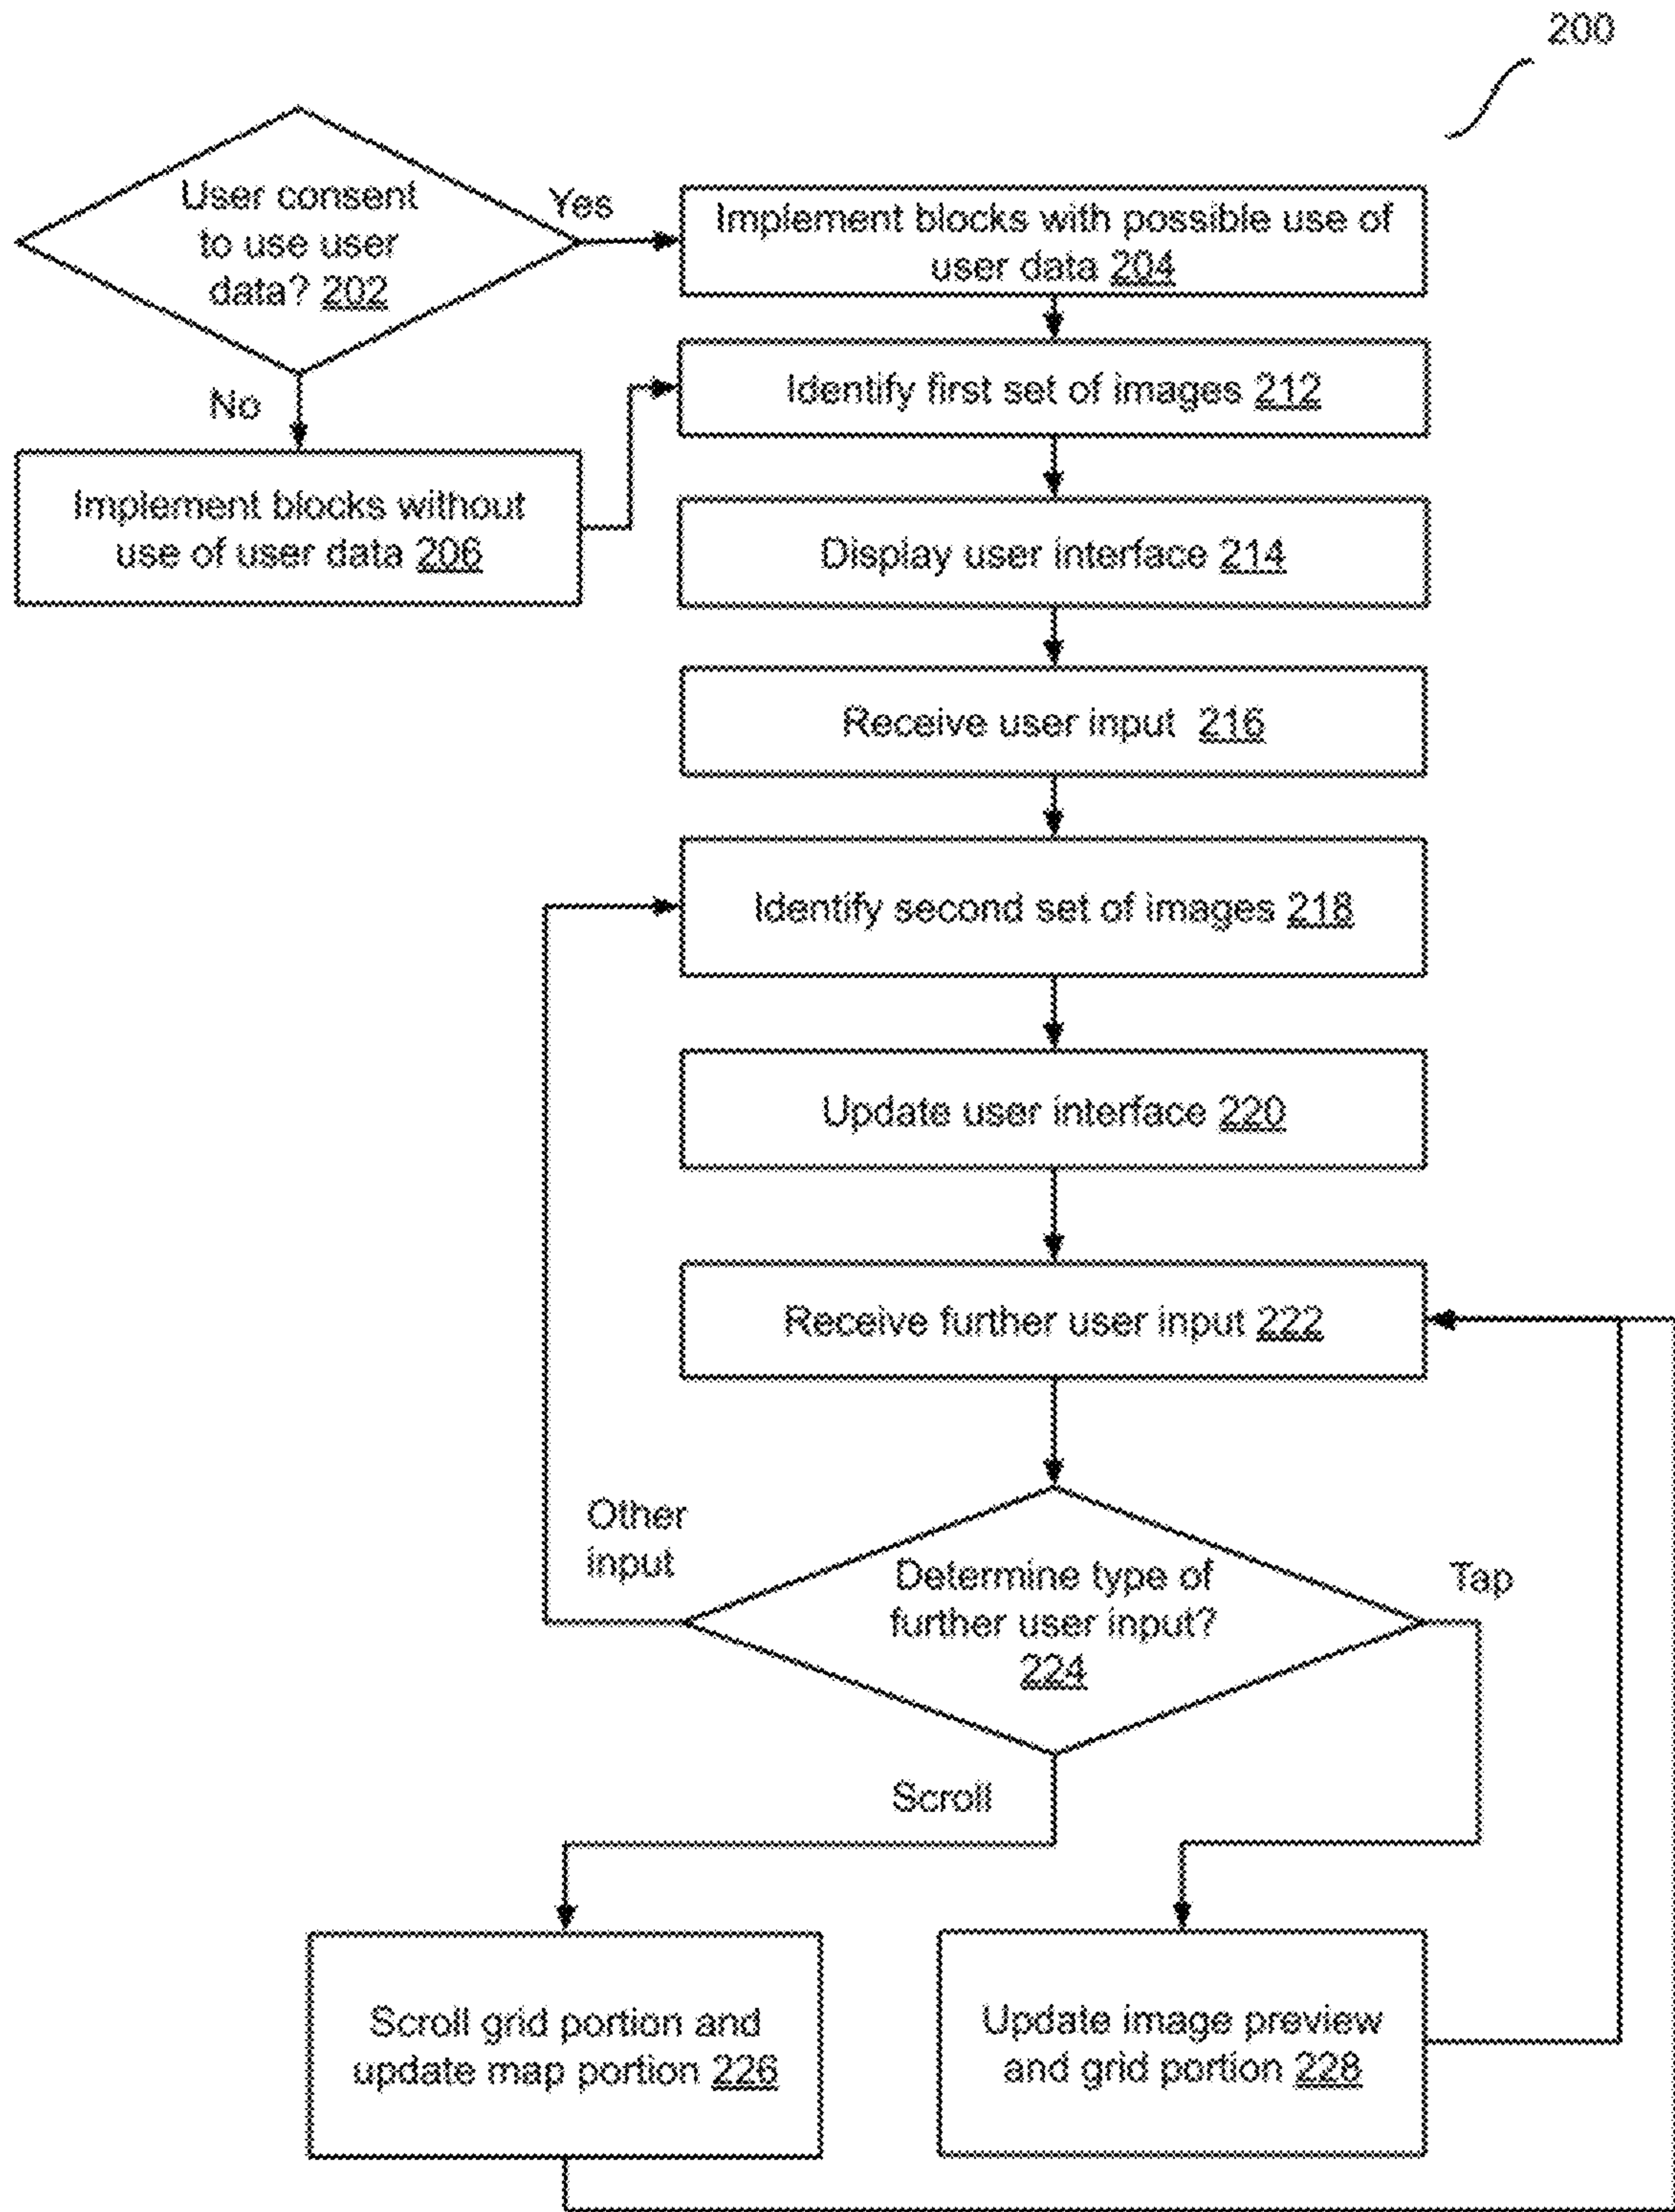 200
User consent
to use user
data? 202
Yes
Implement blocks with possible use of
user data 204
No
Identify first set of images 212
Implement blocks without
use of user data 206
Display user interface 214
Receive user input 216
Identify second set of images 218
Update user interface 220
Receive further user input 222
Other
input
Determine type of
further user input?
224
Tap
Scroll
Scroll grid portion and
update map portion 226
Update image preview
and grid portion 228